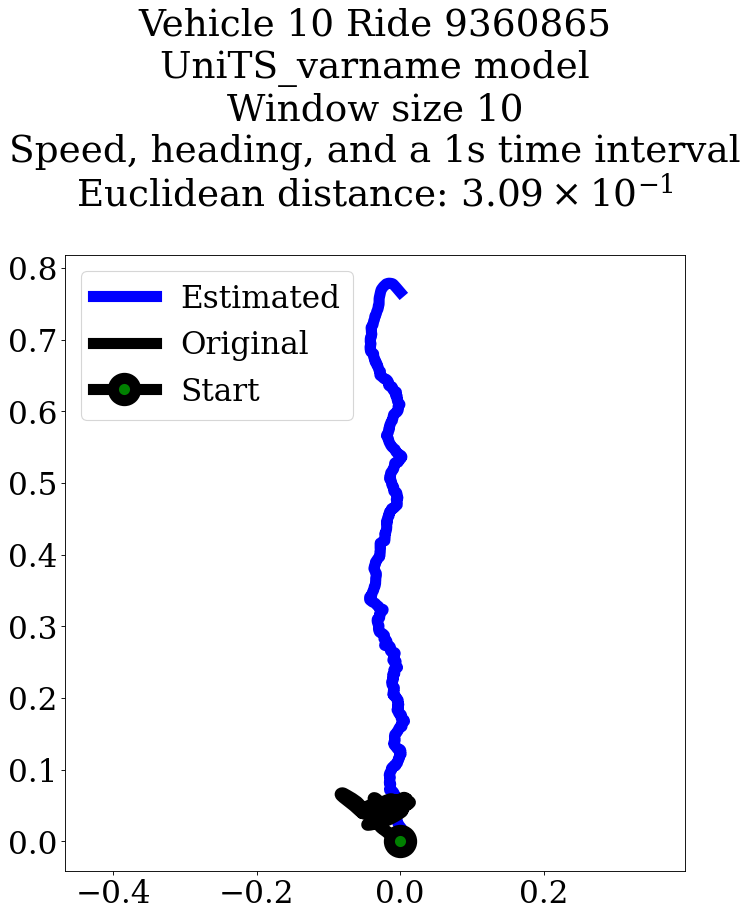 Vehicle 10 Ride 9360865
UniTS_varname model
Window size 10
Speed, heading, and a 1s time interval
Euclidean distance: 3.09 × 10⁻¹
Estimated
Original
Start
0.8
0.7
0.6
0.5
0.4
0.3
0.2
0.1
0.0
−0.4 −0.2 0.0 0.2